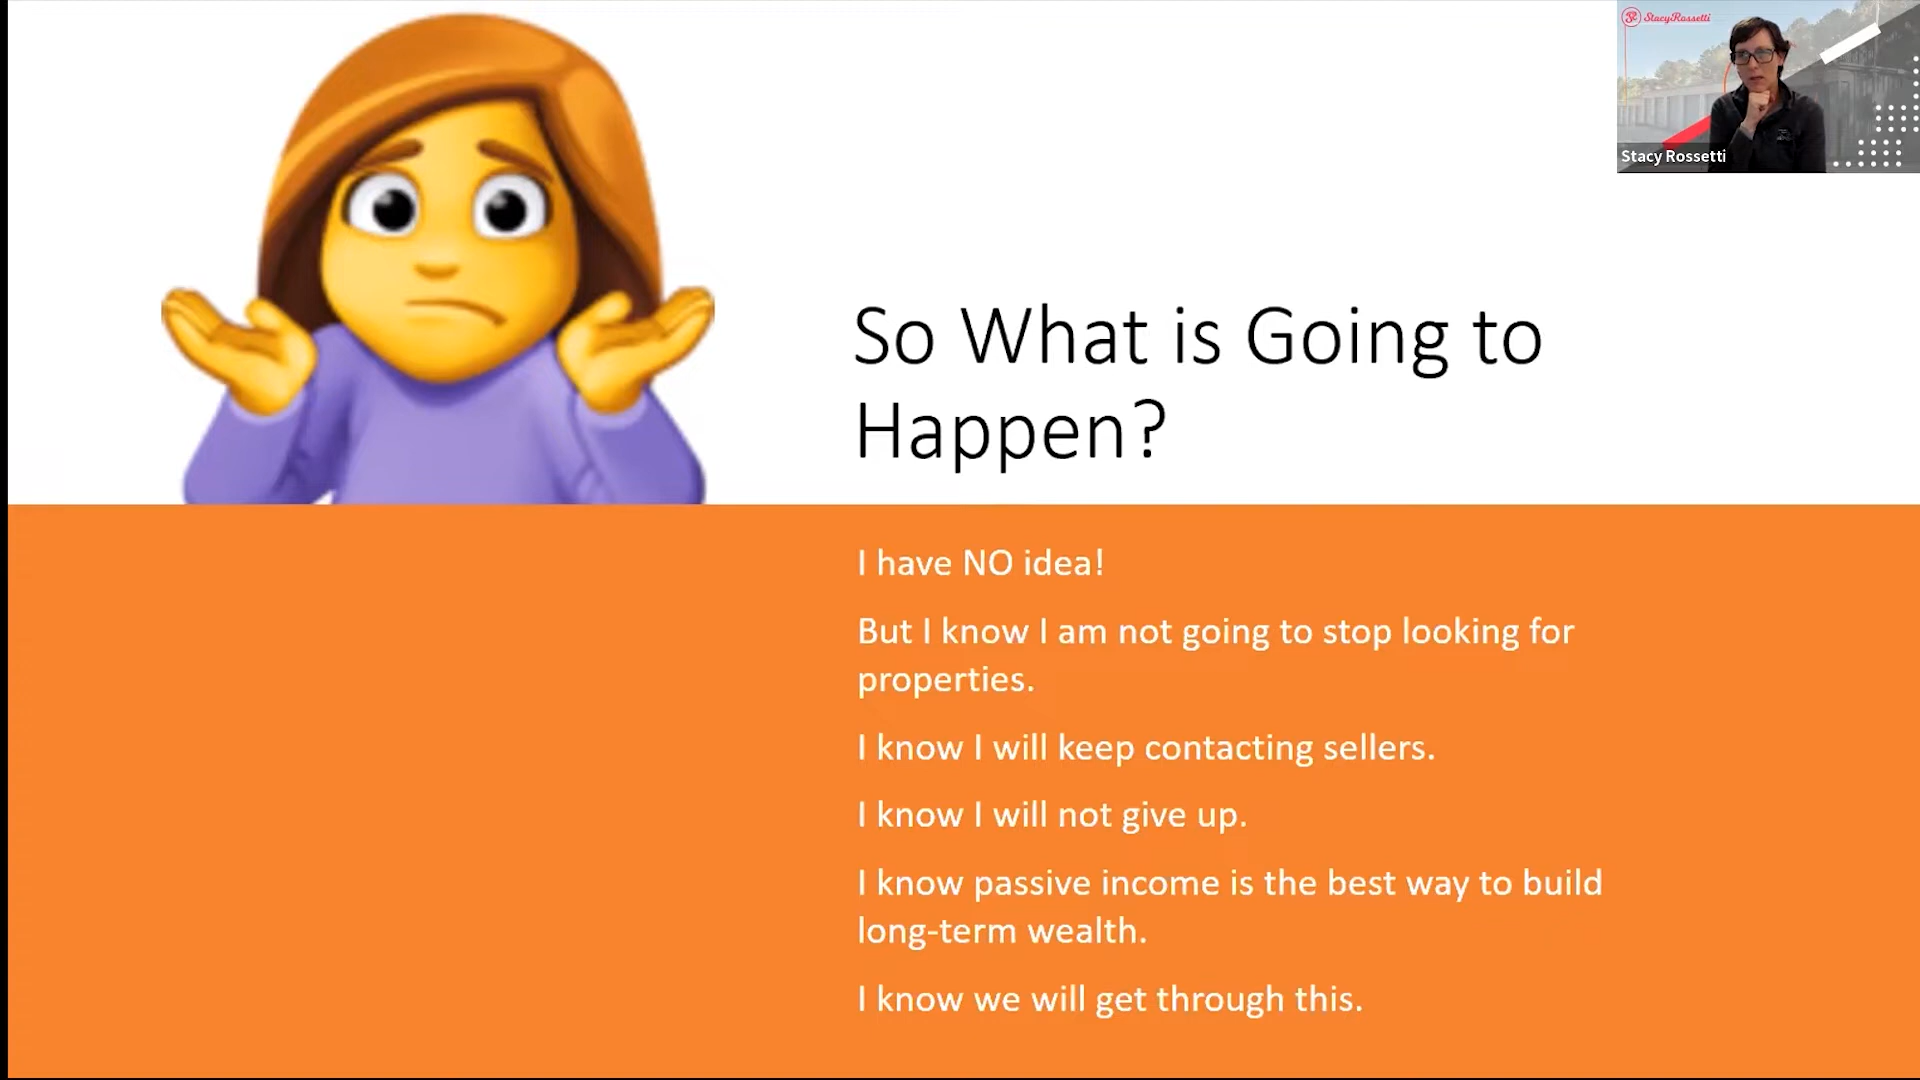 StacyRossetti
Stacy Rossetti
So What is Going to
Happen?
I have NO idea!
But I know I am not going to stop looking for
properties.
I know I will keep contacting sellers.
I know I will not give up.
I know passive income is the best way to build
long-term wealth.
I know we will get through this.